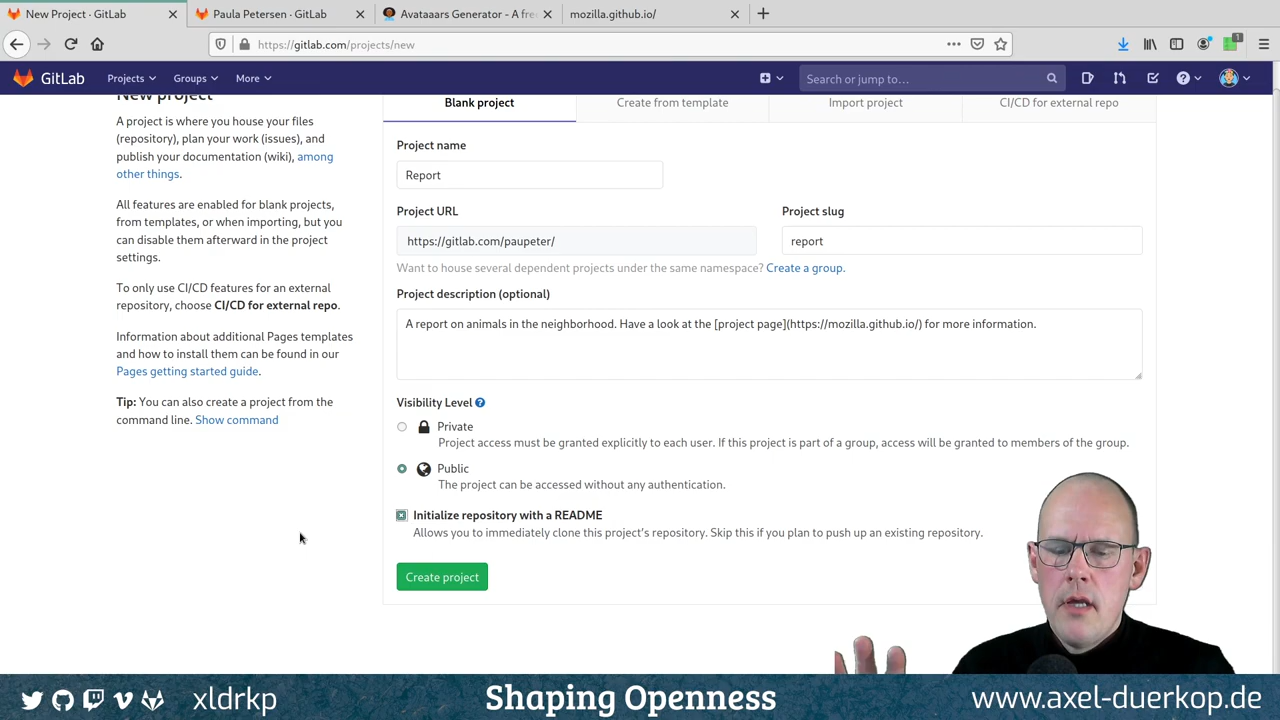 New Project · GitLab
Paula Petersen · GitLab
Avataaars Generator - A fre
mozilla.github.io/
https://gitlab.com/projects/new
1
GitLab
Projects
Groups
More
Search or jump to…
New project
Blank project
Create from template
Import project
CI/CD for external repo
A project is where you house your files
(repository), plan your work (issues), and
publish your documentation (wiki), among
other things.
All features are enabled for blank projects,
from templates, or when importing, but you
can disable them afterward in the project
settings.
To only use CI/CD features for an external
repository, choose CI/CD for external repo.
Information about additional Pages templates
and how to install them can be found in our
Pages getting started guide.
Tip: You can also create a project from the
command line. Show command
Project name
Report
Project URL
Project slug
https://gitlab.com/paupeter/
report
Want to house several dependent projects under the same namespace? Create a group.
Project description (optional)
A report on animals in the neighborhood. Have a look at the [project page](https://mozilla.github.io/) for more information.
Visibility Level
Private
Project access must be granted explicitly to each user. If this project is part of a group, access will be granted to members of the group.
Public
The project can be accessed without any authentication.
Initialize repository with a README
Allows you to immediately clone this project's repository. Skip this if you plan to push up an existing repository.
Create project
xldrkp
Shaping Openness
www.axel-duerkop.de